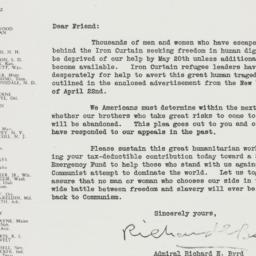 Dear Friend:
Thousands of men and women who have escape
behind the Iron Curtain seeking freedom in human dig
be deprived of our help by May 20th unless additional
become available. Iron Curtain refugee leaders hav
desperately for help to avert this great human traged
outlined in the enclosed advertisement from the New
of April 22nd.
We Americans must determine within the next
whether our brothers who take great risks to come to
will be abandoned. This plea goes out to you and o
have responded to our appeals in the past.
Please sustain this great humanitarian work
ing your tax-deductible contribution today toward a
Emergency Fund to help those who stand with us again
Communist attempt to dominate the world. Let us to
assure that no man or woman who chooses our side in t
wide battle between freedom and slavery will ever be
back to Communism.
Sincerely yours,
Richard E. By
Admiral Richard E. Byrd